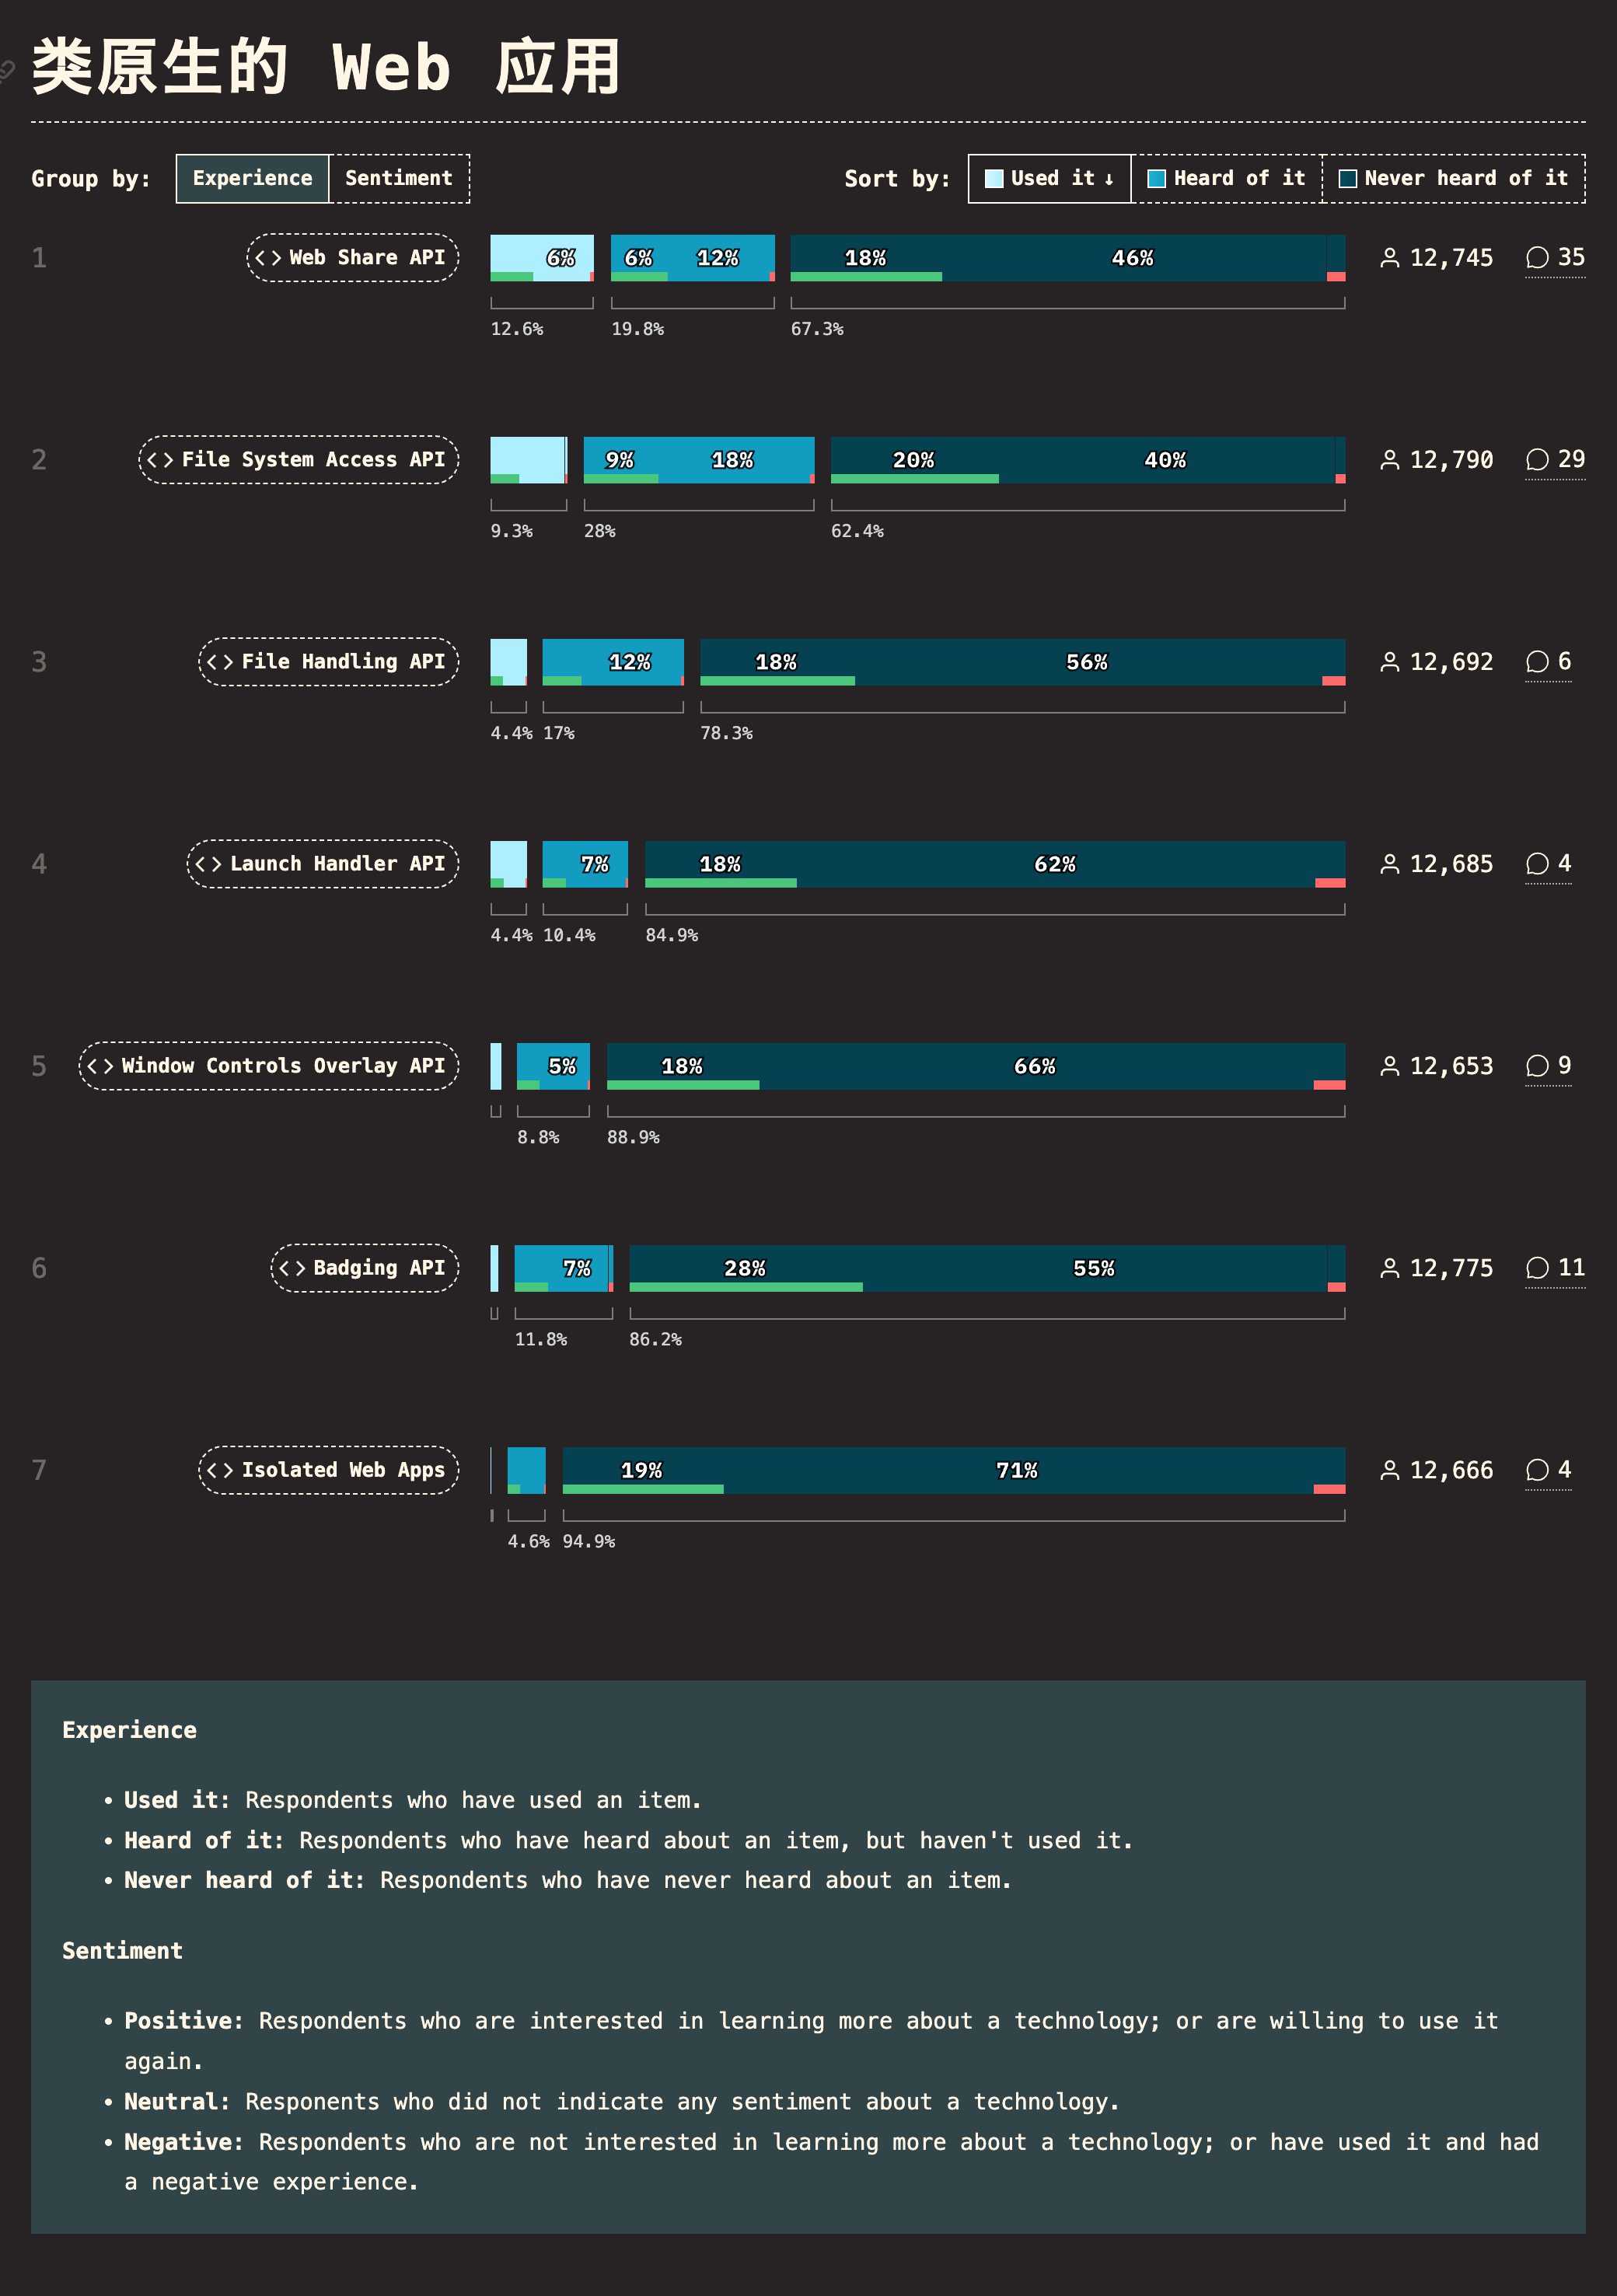 类原生的 Web 应用
Group by: Experience Sentiment Sort by: Used it ↓ Heard of it Never heard of it
1 <> Web Share API 6% 6% 12% 18% 46% 12,745 35
12.6% 19.8% 67.3%
2 <> File System Access API 9% 18% 20% 40% 12,790 29
9.3% 28% 62.4%
3 <> File Handling API 12% 18% 56% 12,692 6
4.4% 17% 78.3%
4 <> Launch Handler API 7% 18% 62% 12,685 4
4.4% 10.4% 84.9%
5 <> Window Controls Overlay API 5% 18% 66% 12,653 9
8.8% 88.9%
6 <> Badging API 7% 28% 55% 12,775 11
11.8% 86.2%
7 <> Isolated Web Apps 19% 71% 12,666 4
4.6% 94.9%
Experience
• Used it: Respondents who have used an item.
• Heard of it: Respondents who have heard about an item, but haven't used it.
• Never heard of it: Respondents who have never heard about an item.
Sentiment
• Positive: Respondents who are interested in learning more about a technology; or are willing to use it
again.
• Neutral: Responents who did not indicate any sentiment about a technology.
• Negative: Respondents who are not interested in learning more about a technology; or have used it and had
a negative experience.